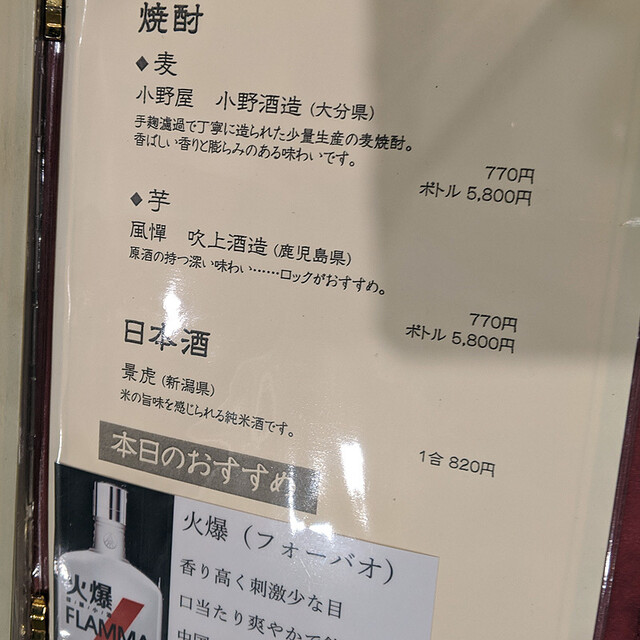 焼酎
◆麦
小野屋 小野酒造 (大分県)
手麹濾過で丁寧に造られた少量生産の麦焼酎。
香ばしい香りと膨らみのある味わいです。
770円
ボトル 5,800円
◆芋
風憚 吹上酒造 (鹿児島県)
原酒の持つ深い味わい……ロックがおすすめ。
770円
ボトル 5,800円
日本酒
景虎 (新潟県)
米の旨味を感じられる純米酒です。
1合 820円
本日のおすすめ
火爆 (フォーバオ)
香り高く刺激少な目
口当たり爽やかで
中国
火爆
FLAMMA